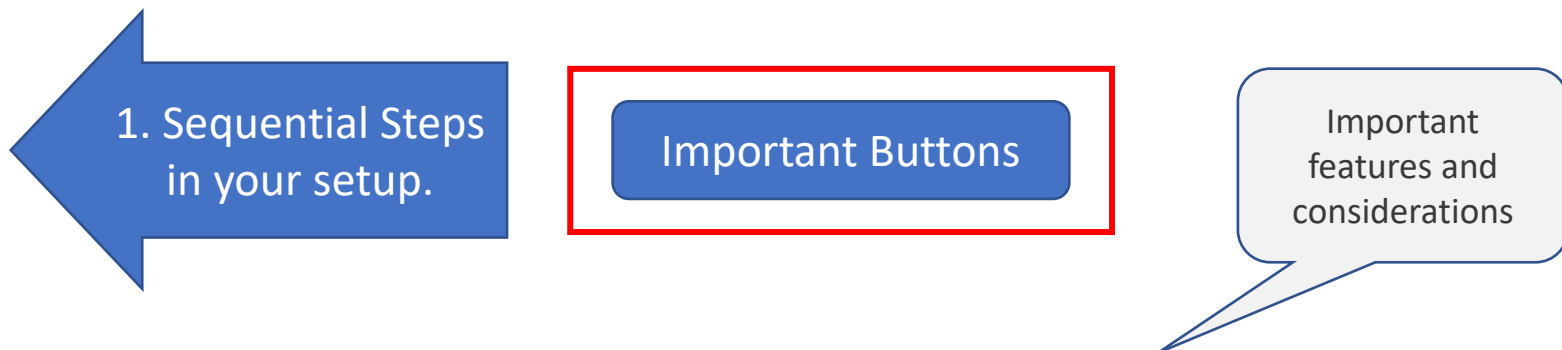 1. Sequential Steps
in your setup.
Important Buttons
Important
features and
considerations